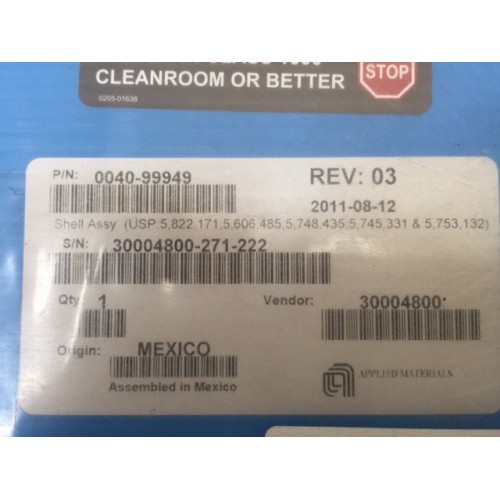 CLEANROOM OR BETTER
STOP
0205-01638
P/N: 0040-99949 REV: 03
2011-08-12
Shell Assy (USP:5,822,171;5,606,485;5,748,435;5,745,331 & 5,753,132)
S/N: 30004800-271-222
Qty: 1 Vendor: 30004800
Origin: MEXICO
Assembled in Mexico
APPLIED MATERIALS